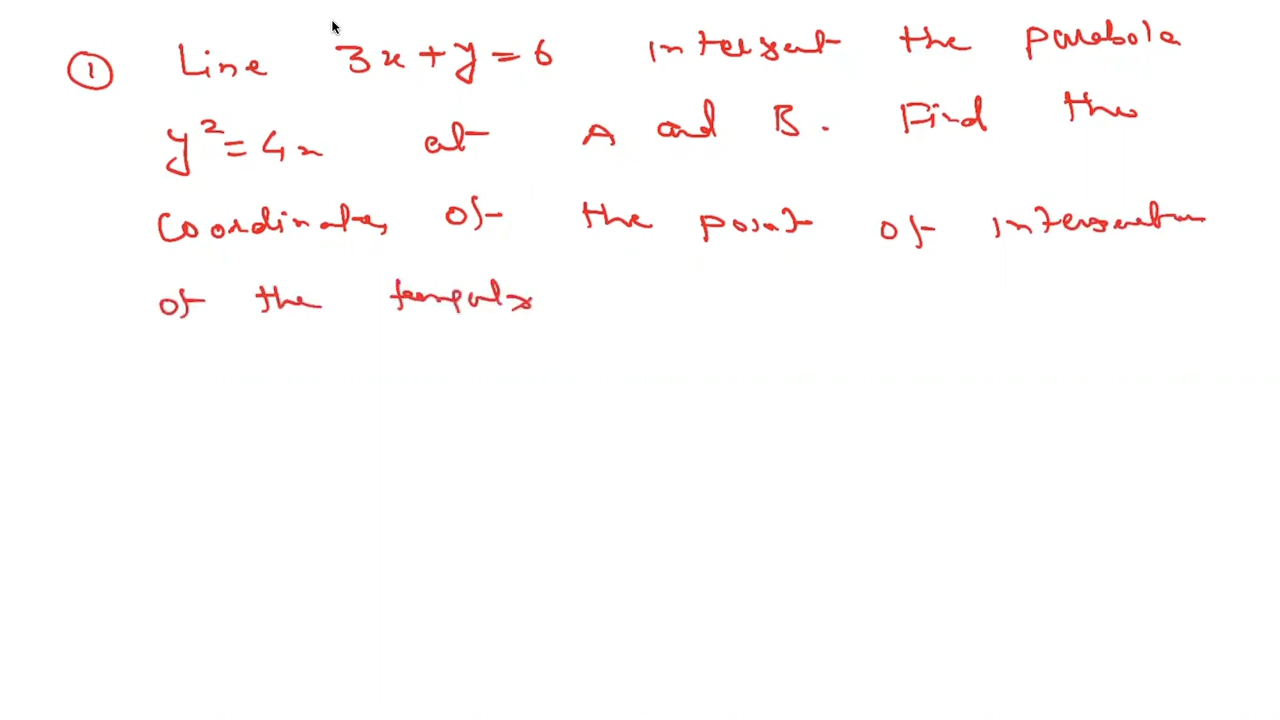 ① Line 3x + y = 6 intersect the parabola
y² = 4x at A and B. Find the
coordinates of the point of intersection
of the